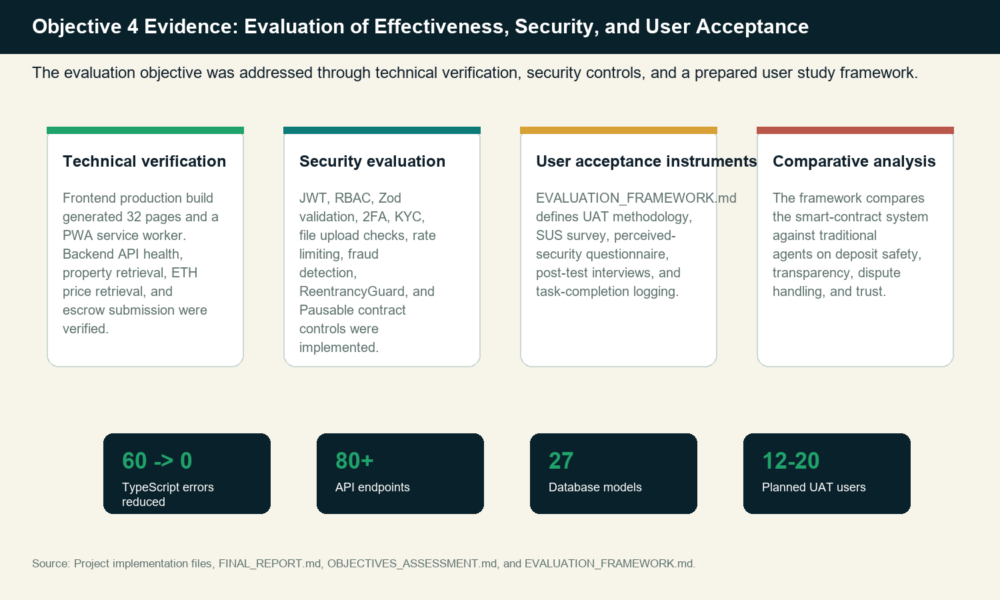 Objective 4 Evidence: Evaluation of Effectiveness, Security, and User Acceptance
The evaluation objective was addressed through technical verification, security controls, and a prepared user study framework.
Technical verification
Frontend production build
generated 32 pages and a
PWA service worker.
Backend API health,
property retrieval, ETH
price retrieval, and
escrow submission were
verified.
Security evaluation
JWT, RBAC, Zod
validation, 2FA, KYC,
file upload checks, rate
limiting, fraud
detection,
ReentrancyGuard, and
Pausable contract
controls were
implemented.
User acceptance instruments
EVALUATION_FRAMEWORK.md
defines UAT methodology,
SUS survey, perceived-
security questionnaire,
post-test interviews, and
task-completion logging.
Comparative analysis
The framework compares
the smart-contract system
against traditional
agents on deposit safety,
transparency, dispute
handling, and trust.
60 -> 0
TypeScript errors
reduced
80+
API endpoints
27
Database models
12-20
Planned UAT users
Source: Project implementation files, FINAL_REPORT.md, OBJECTIVES_ASSESSMENT.md, and EVALUATION_FRAMEWORK.md.